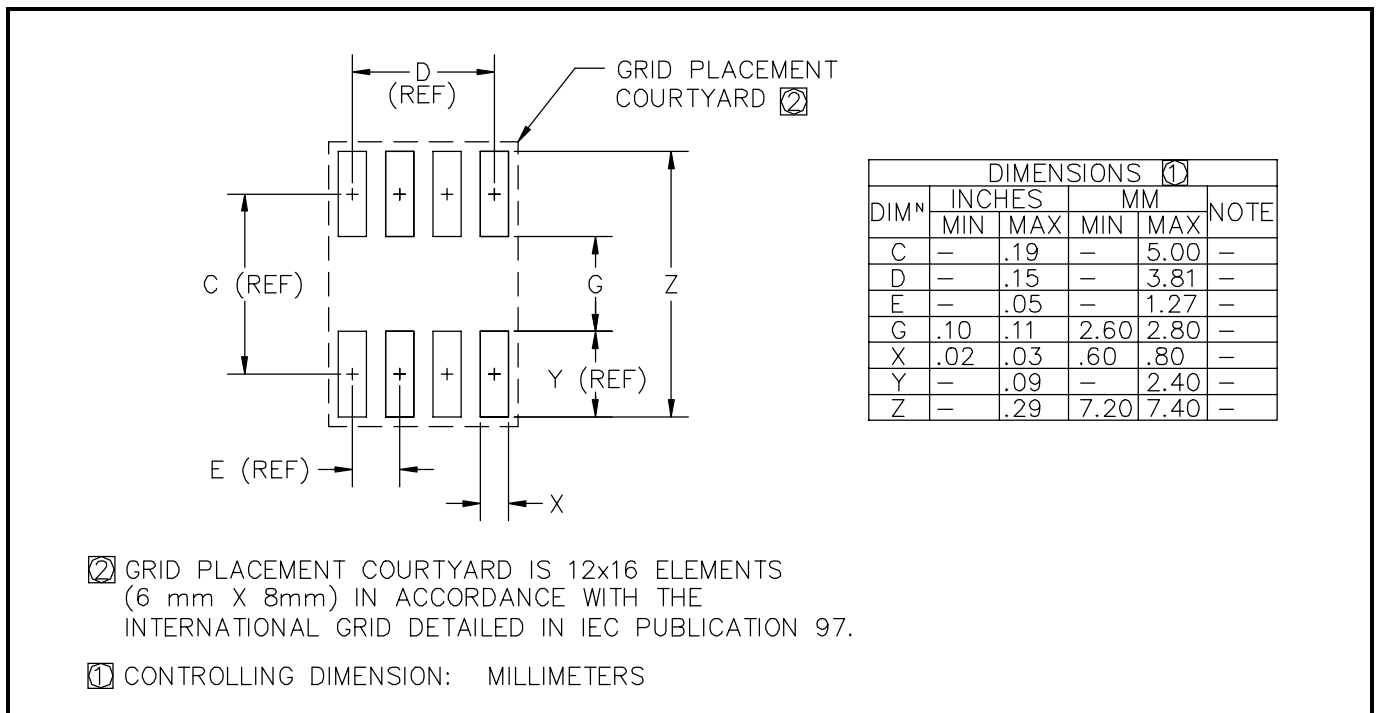 D
(REF)
GRID PLACEMENT
COURTYARD 2
C (REF)
G
Z
Y (REF)
E (REF)
X
DIMENSIONS 1
DIMN INCHES MM NOTE
MIN MAX MIN MAX
C – .19 – 5.00 –
D – .15 – 3.81 –
E – .05 – 1.27 –
G .10 .11 2.60 2.80 –
X .02 .03 .60 .80 –
Y – .09 – 2.40 –
Z – .29 7.20 7.40 –
2 GRID PLACEMENT COURTYARD IS 12x16 ELEMENTS
(6 mm X 8mm) IN ACCORDANCE WITH THE
INTERNATIONAL GRID DETAILED IN IEC PUBLICATION 97.
1 CONTROLLING DIMENSION: MILLIMETERS